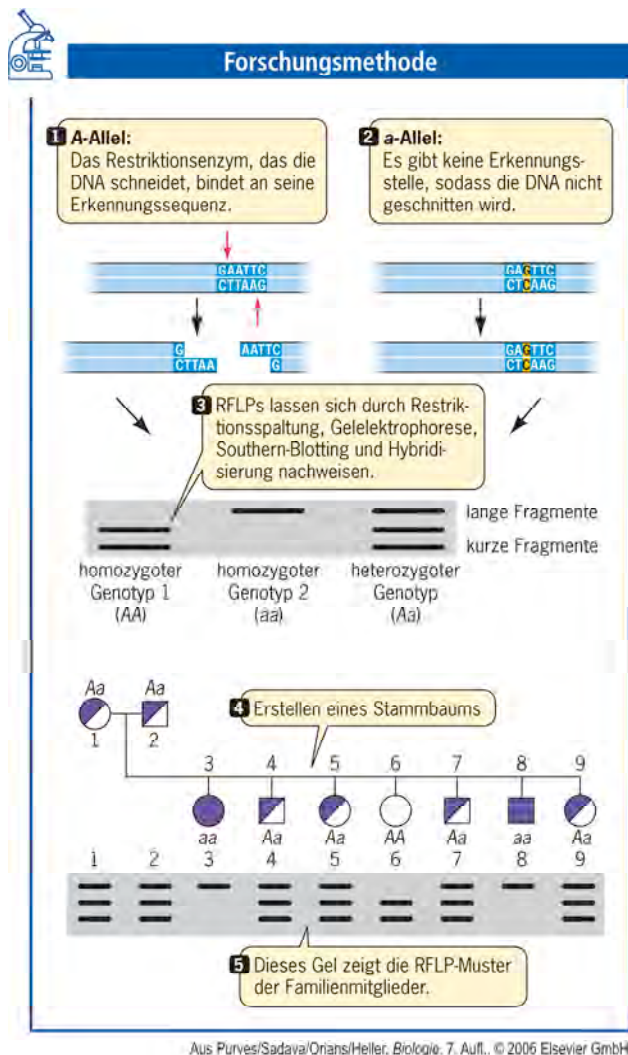 Forschungsmethode
1 A-Allel:
Das Restriktionsenzym, das die
DNA schneidet, bindet an seine
Erkennungssequenz.
2 a-Allel:
Es gibt keine Erkennungs-
stelle, sodass die DNA nicht
geschnitten wird.
GAATTC
CTTAAG
GAGTTC
CTCAAG
G AATTC
CTTAA G
GAGTTC
CTCAAG
3 RFLPs lassen sich durch Restrik-
tionsspaltung, Gelelektrophorese,
Southern-Blotting und Hybridi-
sierung nachweisen.
lange Fragmente
kurze Fragmente
homozygoter
Genotyp 1
(AA)
homozygoter
Genotyp 2
(aa)
heterozygoter
Genotyp
(Aa)
Aa Aa
1 2
4 Erstellen eines Stammbaums
3 4 5 6 7 8 9
aa Aa Aa AA Aa aa Aa
1 2 3 4 5 6 7 8 9
5 Dieses Gel zeigt die RFLP-Muster
der Familienmitglieder.
Aus Purves/Sadava/Orians/Heller, Biologie, 7. Aufl., © 2006 Elsevier GmbH